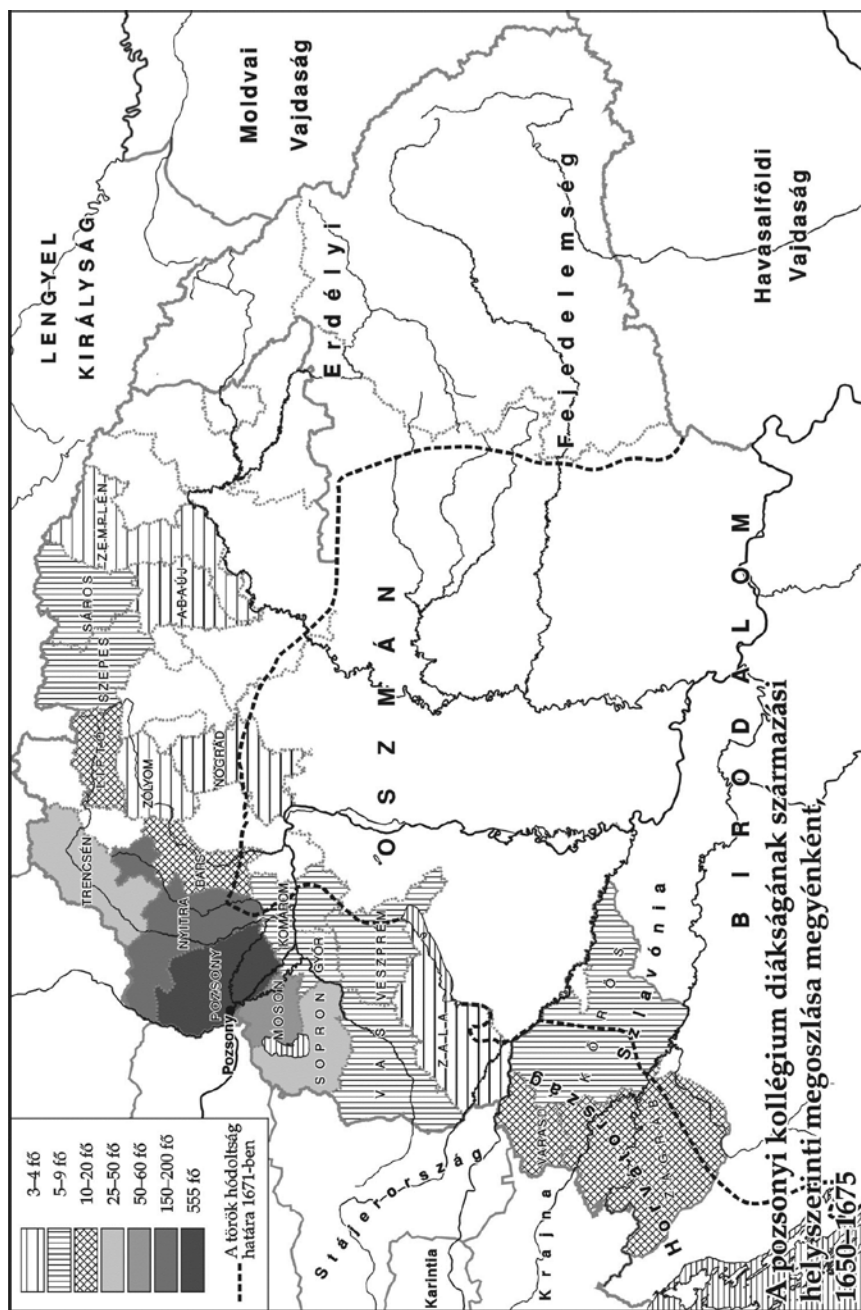 LENGYEL
KIRÁLYSÁG
Moldvai
Vajdaság
Erdélyi
Fejedelemség
Havasalföldi
Vajdaság
OSZMÁN
BIRODALOM
TRENCSÉN
NYITRA
POZSONY
Pozsony
BARS
LIPTÓ
ZÓLYOM
NÓGRÁD
SZEPES
SÁROS
ZEMPLÉN
ABAÚJ
KOMÁROM
GYŐR
MOSON
SOPRON
VAS
VESZPRÉM
ZALA
Stájerország
Karintia
Krajna
VARASD
KŐRÖS
ZÁGRÁB
Horvátország
Szlavónia
3–4 fő
5–9 fő
10–20 fő
25–50 fő
50–60 fő
150–200 fő
555 fő
A török hódoltság
határa 1671-ben
A pozsonyi kollégium diákságának származási
hely szerinti megoszlása megyénként,
1650–1675